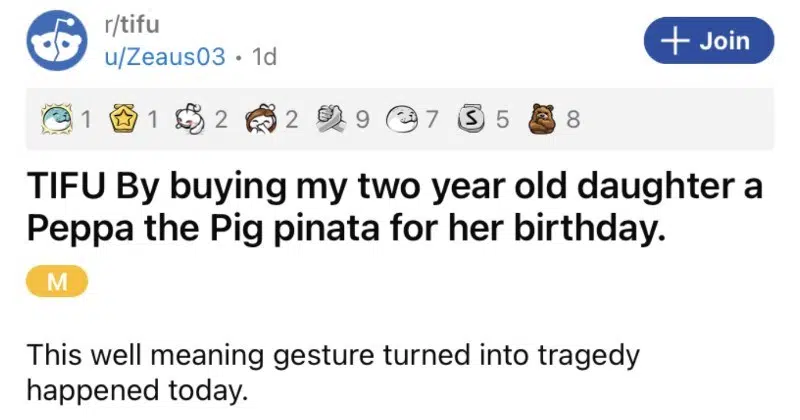 r/tifu
u/Zeaus03 • 1d
+ Join
1 1 2 2 9 7 S 5 8
TIFU By buying my two year old daughter a
Peppa the Pig pinata for her birthday.
M
This well meaning gesture turned into tragedy
happened today.